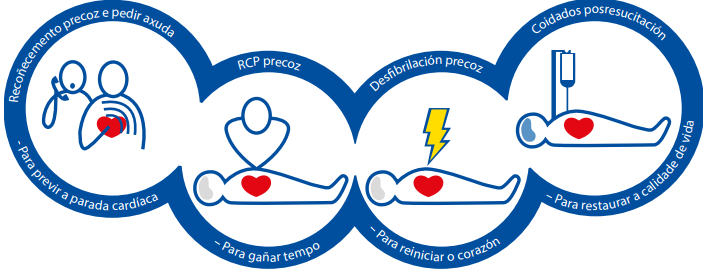 Recoñecemento precoz e pedir axuda
- Para previr a parada cardíaca
RCP precoz
– Para gañar tempo
Desfibrilación precoz
– Para reiniciar o corazón
Coidados posresucitación
– Para restaurar a calidade de vida